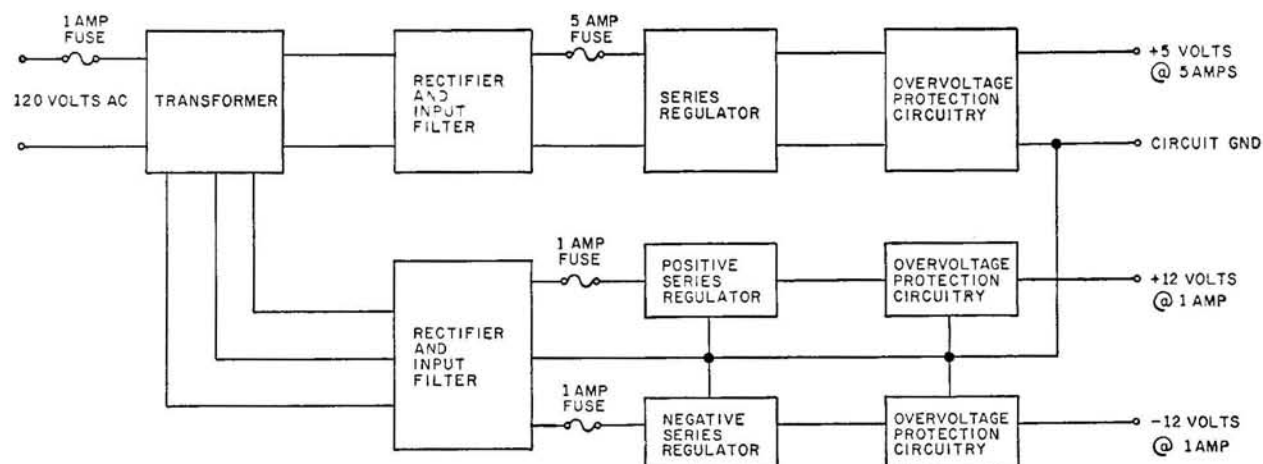 1 AMP
FUSE
120 VOLTS AC
TRANSFORMER
RECTIFIER
AND
INPUT
FILTER
5 AMP
FUSE
SERIES
REGULATOR
OVERVOLTAGE
PROTECTION
CIRCUITRY
+5 VOLTS
@ 5 AMPS
CIRCUIT GND
RECTIFIER
AND
INPUT
FILTER
1 AMP
FUSE
POSITIVE
SERIES
REGULATOR
OVERVOLTAGE
PROTECTION
CIRCUITRY
+12 VOLTS
@ 1 AMP
1 AMP
FUSE
NEGATIVE
SERIES
REGULATOR
OVERVOLTAGE
PROTECTION
CIRCUITRY
-12 VOLTS
@ 1 AMP